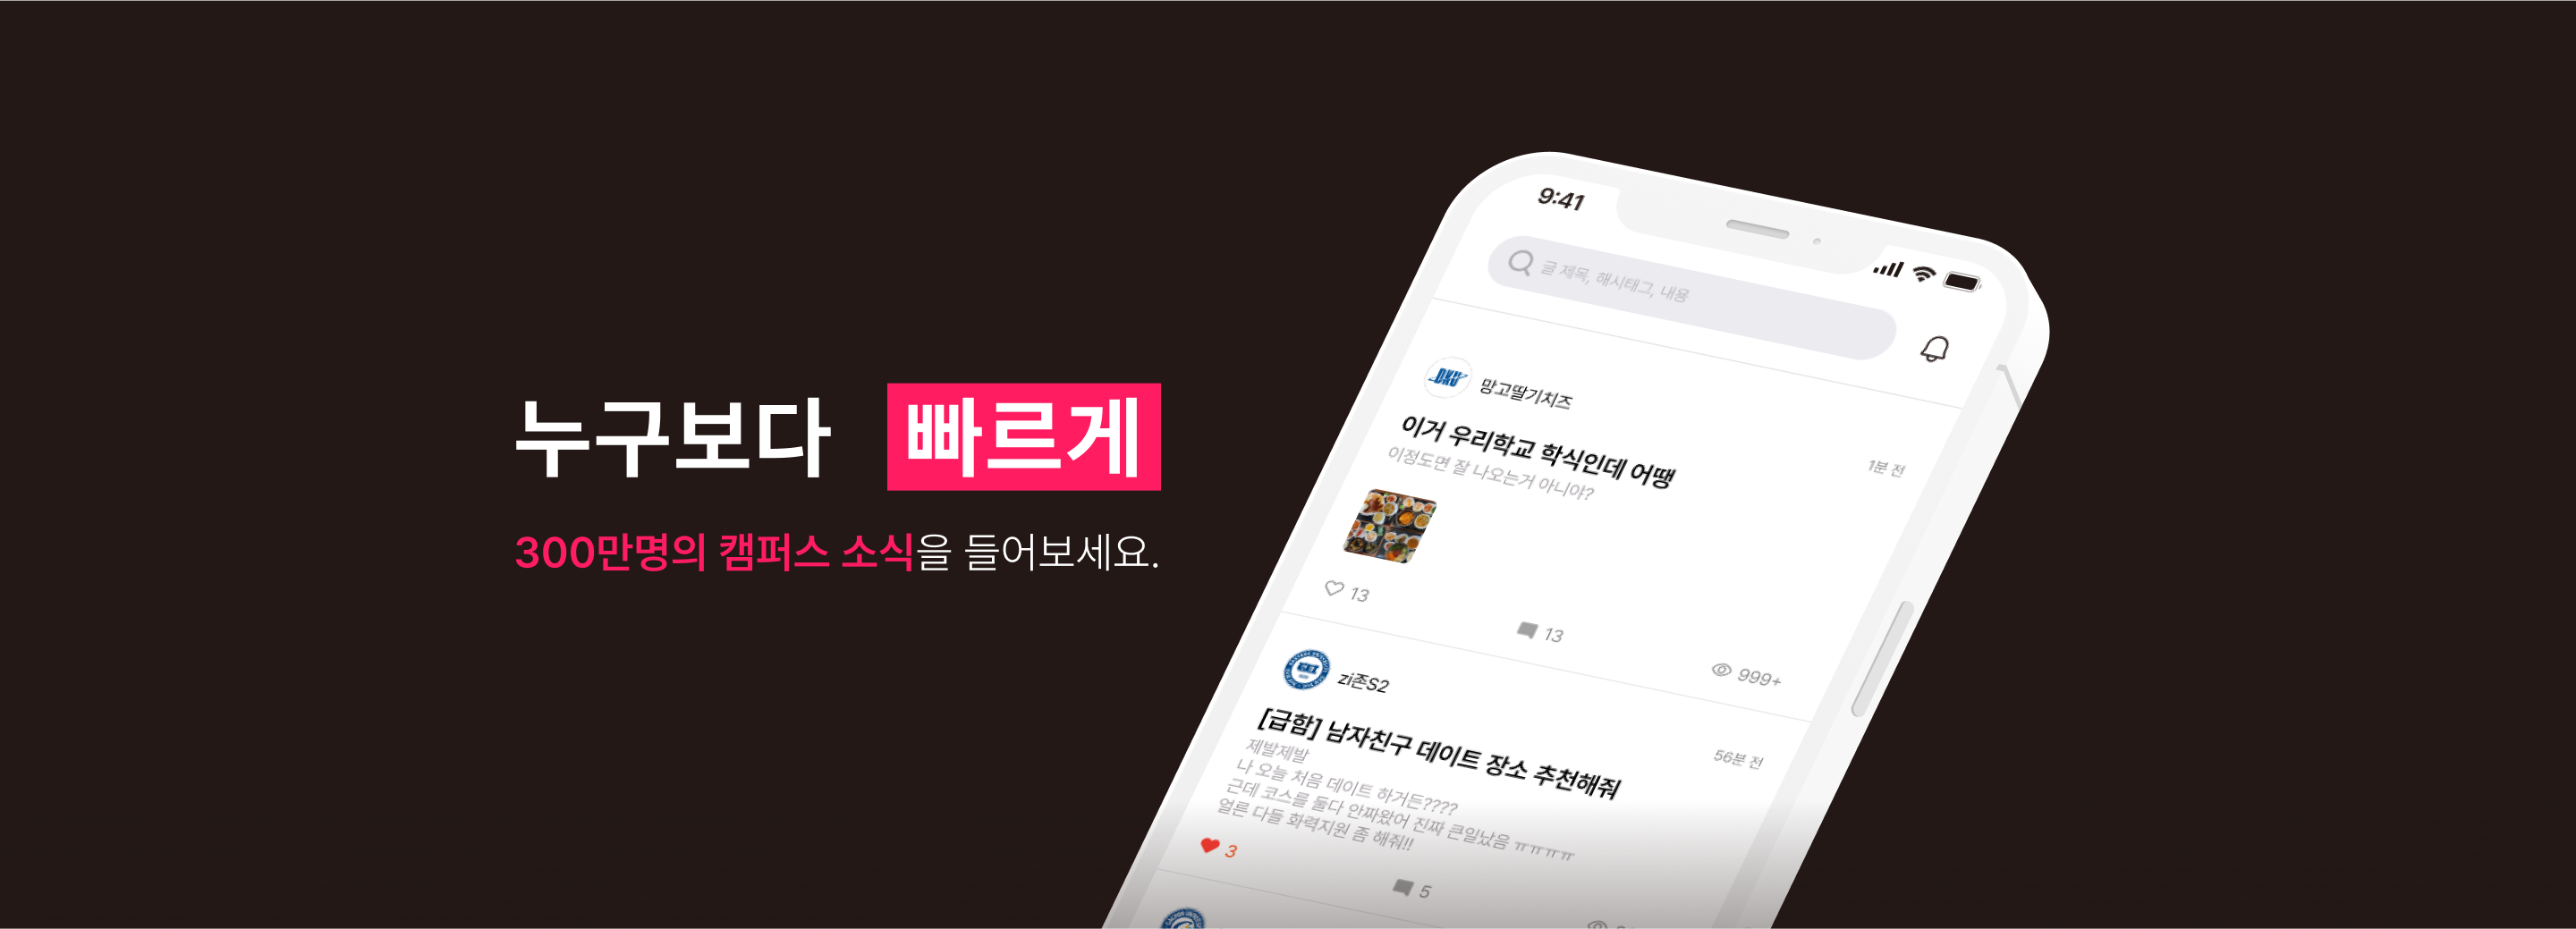 누구보다 빠르게
300만명의 캠퍼스 소식을 들어보세요.
9:41
글 제목, 해시태그, 내용
DKU 망고딸기치즈
이거 우리학교 학식인데 어땡
1분 전
이정도면 잘 나오는거 아니야?
13
13
999+
zi존S2
[급함] 남자친구 데이트 장소 추천해줘
56분 전
제발제발
나 오늘 처음 데이트 하거든????
근데 코스를 둘다 안짜왔어 진짜 큰일났음 ㅠㅠㅠㅠ
얼른 다들 화력지원 좀 해줘!!
3
5